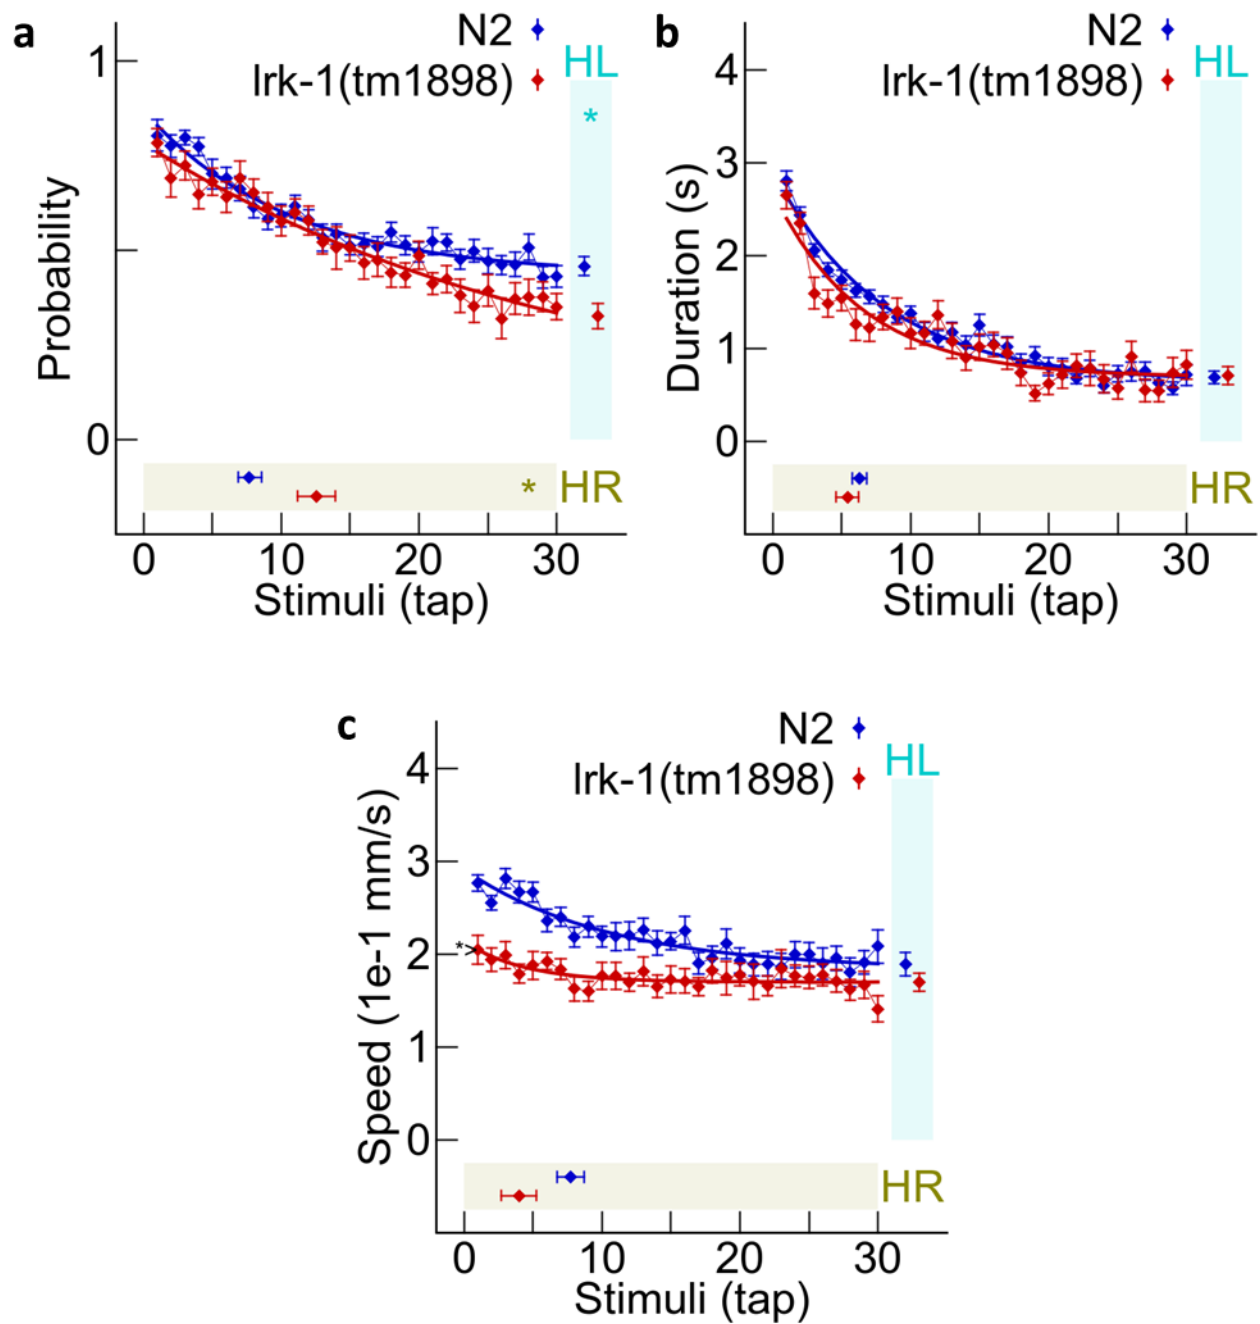 a
N2
HL
lrk-1(tm1898)
*
1
Probability
0
* HR
0 10 20 30
Stimuli (tap)
b
N2
HL
lrk-1(tm1898)
4
3
2
1
0
Duration (s)
HR
0 10 20 30
Stimuli (tap)
c
N2
HL
lrk-1(tm1898)
4
3
*
2
1
0
Speed (1e-1 mm/s)
HR
0 10 20 30
Stimuli (tap)